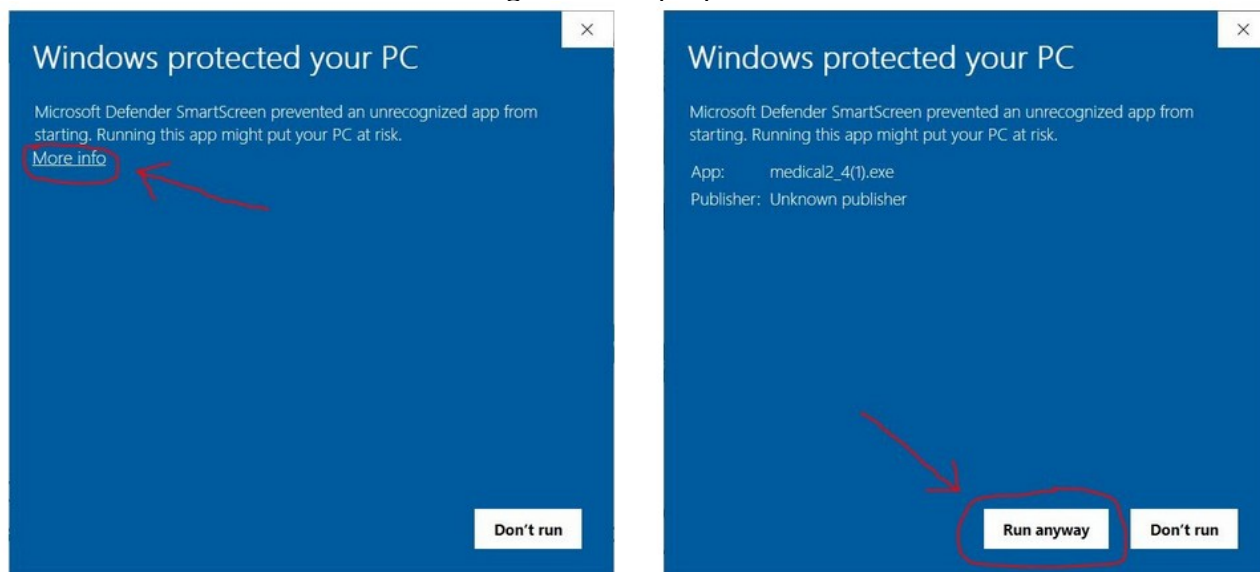 Windows protected your PC
Microsoft Defender SmartScreen prevented an unrecognized app from
starting. Running this app might put your PC at risk.
More info
Don't run
Windows protected your PC
Microsoft Defender SmartScreen prevented an unrecognized app from
starting. Running this app might put your PC at risk.
App: medical2_4(1).exe
Publisher: Unknown publisher
Run anyway
Don't run